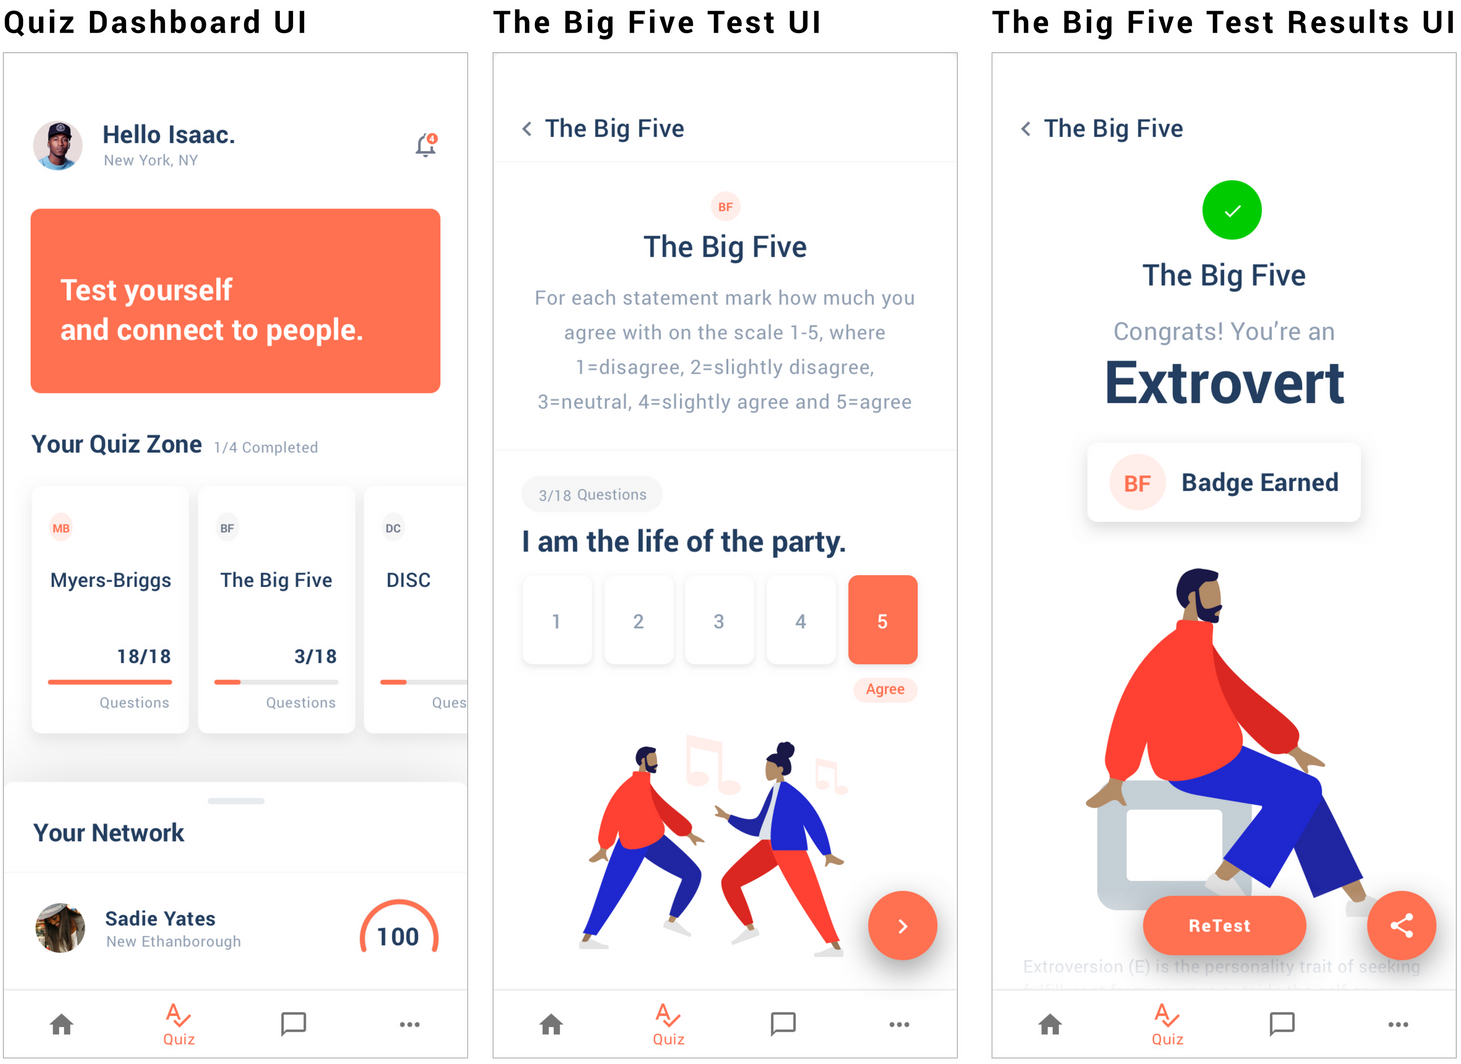 Quiz Dashboard UI
Hello Isaac.
New York, NY
4
Test yourself
and connect to people.
Your Quiz Zone 1/4 Completed
MB
Myers-Briggs
18/18
Questions
BF
The Big Five
3/18
Questions
DC
DISC
Ques
Your Network
Sadie Yates
New Ethanborough
100
Quiz
The Big Five Test UI
The Big Five
BF
The Big Five
For each statement mark how much you
agree with on the scale 1-5, where
1=disagree, 2=slightly disagree,
3=neutral, 4=slightly agree and 5=agree
3/18 Questions
I am the life of the party.
1 2 3 4 5
Agree
Quiz
The Big Five Test Results UI
The Big Five
The Big Five
Congrats! You’re an
Extrovert
BF Badge Earned
ReTest
Extroversion (E) is the personality trait of seeking
Quiz